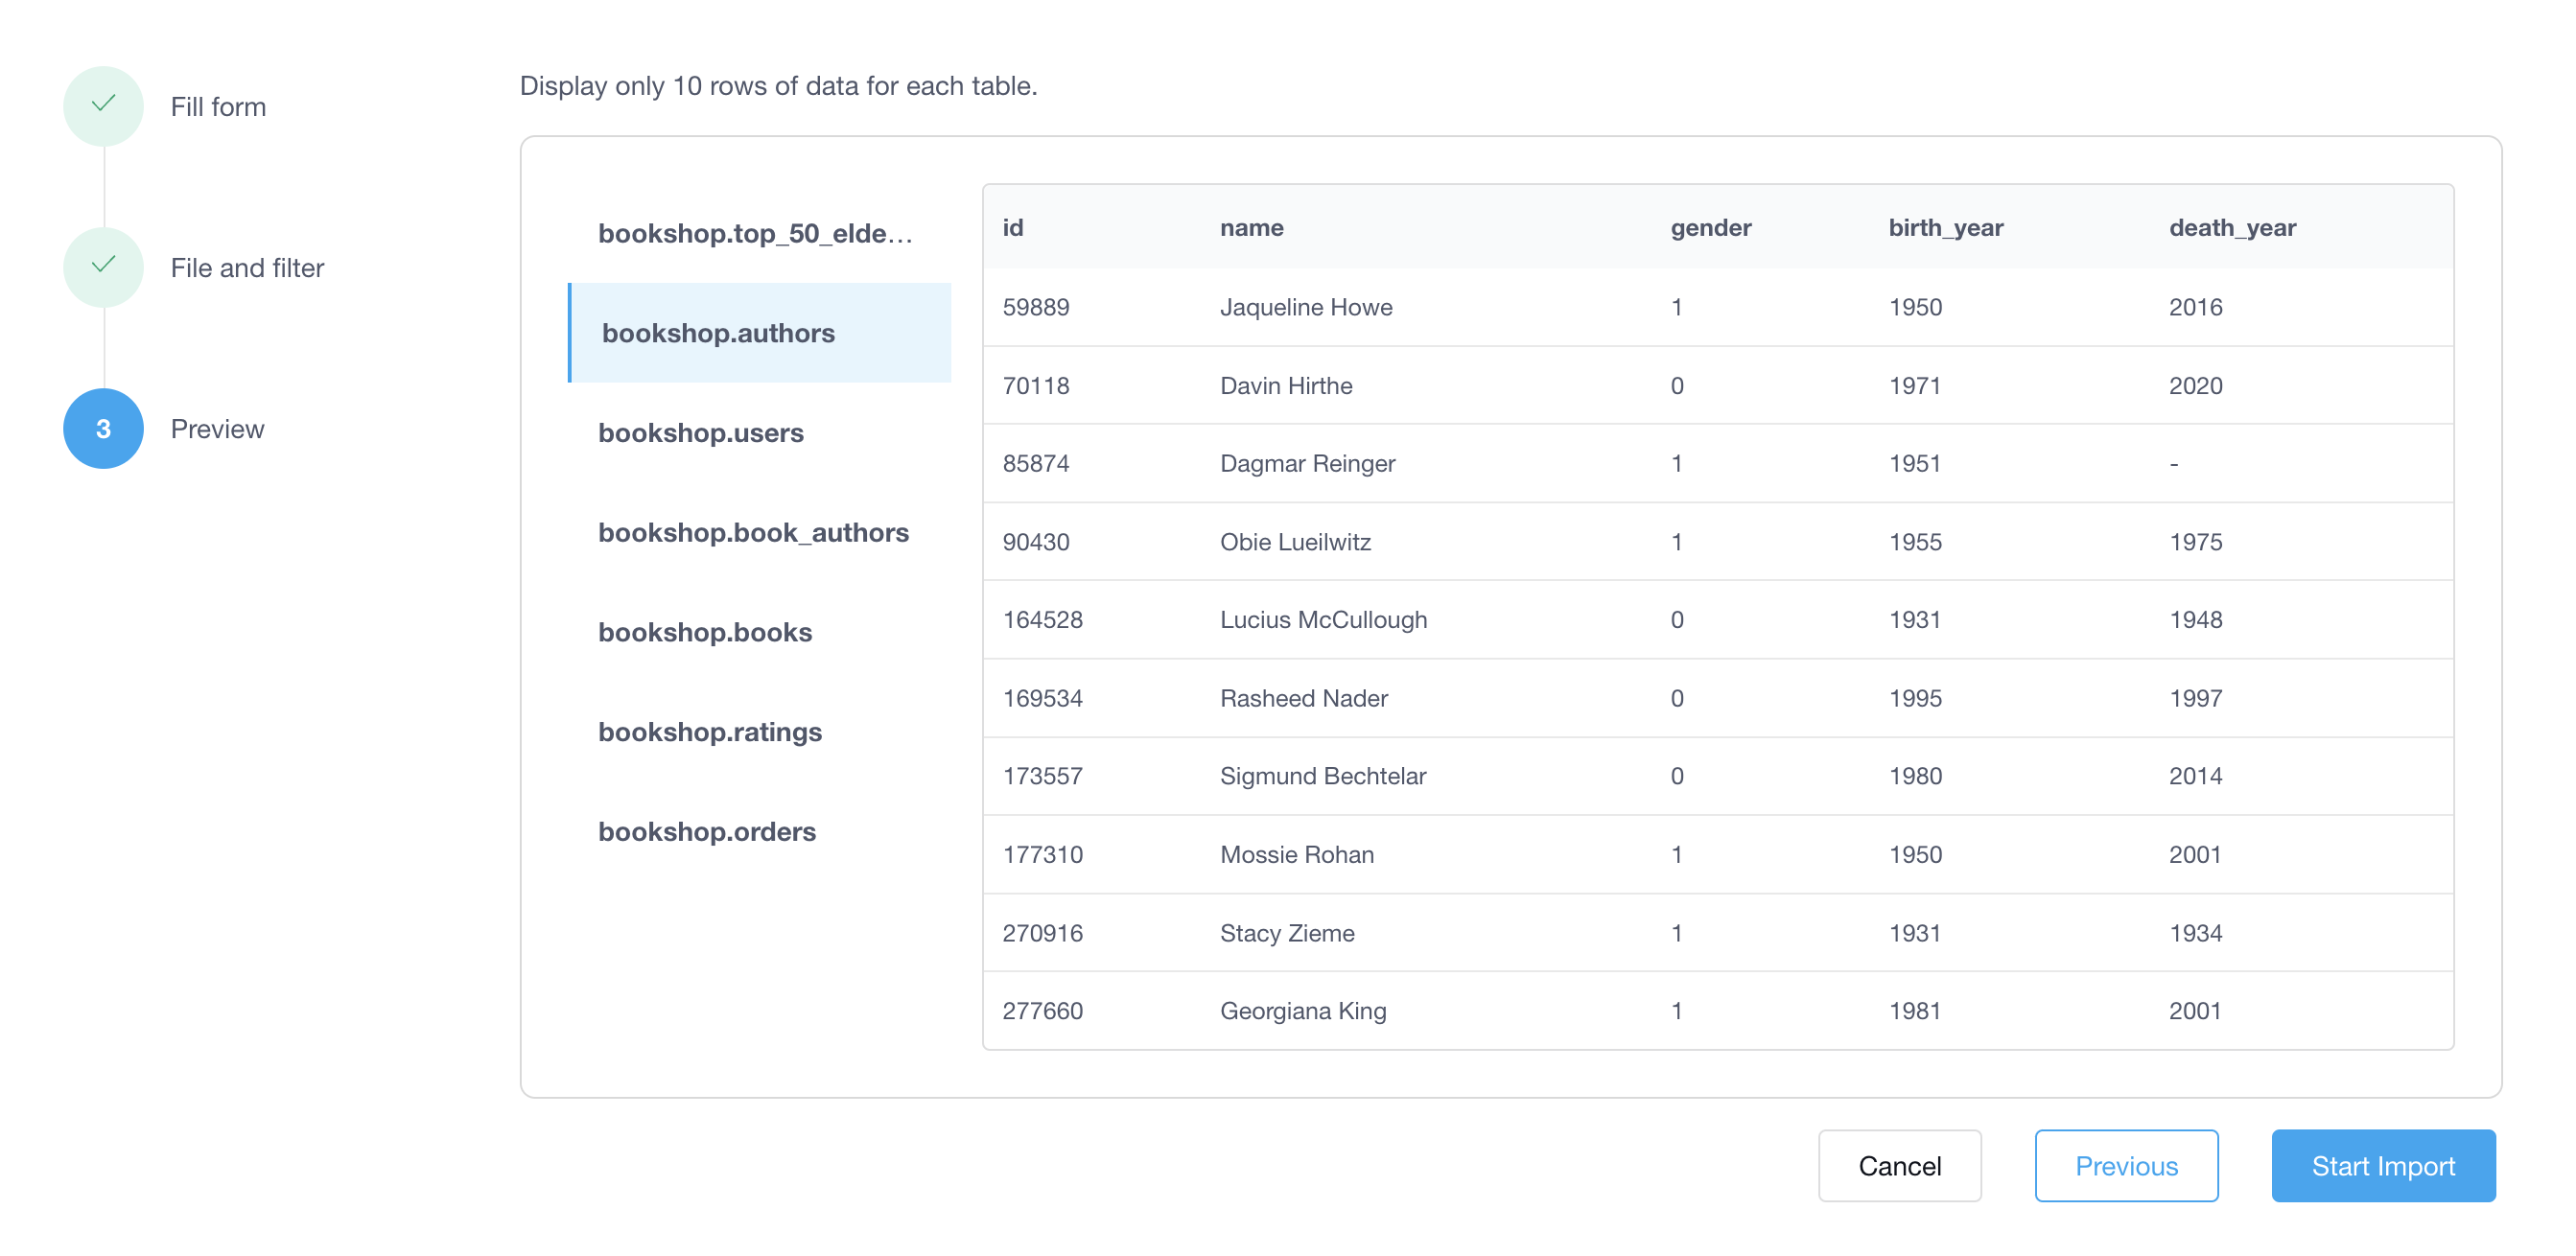 Fill form
File and filter
3 Preview
Display only 10 rows of data for each table.
bookshop.top_50_elde...
bookshop.authors
bookshop.users
bookshop.book_authors
bookshop.books
bookshop.ratings
bookshop.orders
id name gender birth_year death_year
59889 Jaqueline Howe 1 1950 2016
70118 Davin Hirthe 0 1971 2020
85874 Dagmar Reinger 1 1951 -
90430 Obie Lueilwitz 1 1955 1975
164528 Lucius McCullough 0 1931 1948
169534 Rasheed Nader 0 1995 1997
173557 Sigmund Bechtelar 0 1980 2014
177310 Mossie Rohan 1 1950 2001
270916 Stacy Zieme 1 1931 1934
277660 Georgiana King 1 1981 2001
Cancel Previous Start Import